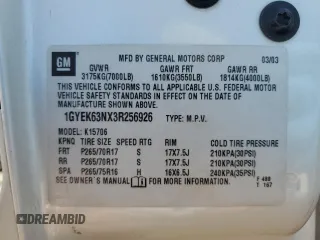 GM
MFD BY GENERAL MOTORS CORP 03/03
GVWR GAWR FRT GAWR RR
3175KG(7000LB) 1610KG(3550LB) 1814KG(4000LB)
THIS VEHICLE CONFORMS TO ALL APPLICABLE U.S. FEDERAL
MOTOR VEHICLE SAFETY STANDARDS IN EFFECT ON THE DATE OF
MANUFACTURE SHOWN ABOVE.
1GYEK63NX3R256926 TYPE: M.P.V.
MODEL: K15706
KPNQ TIRE SIZE SPEED RTG RIM COLD TIRE PRESSURE
FRT P265/70R17 S 17X7.5J 210KPA(30PSI)
RR P265/70R17 S 17X7.5J 210KPA(30PSI)
SPA P265/75R16 H 16X6.5J 240KPA(35PSI)
SEE OWNER'S MANUAL FOR MORE INFORMATION.
F 489
T 167
DREAMBID